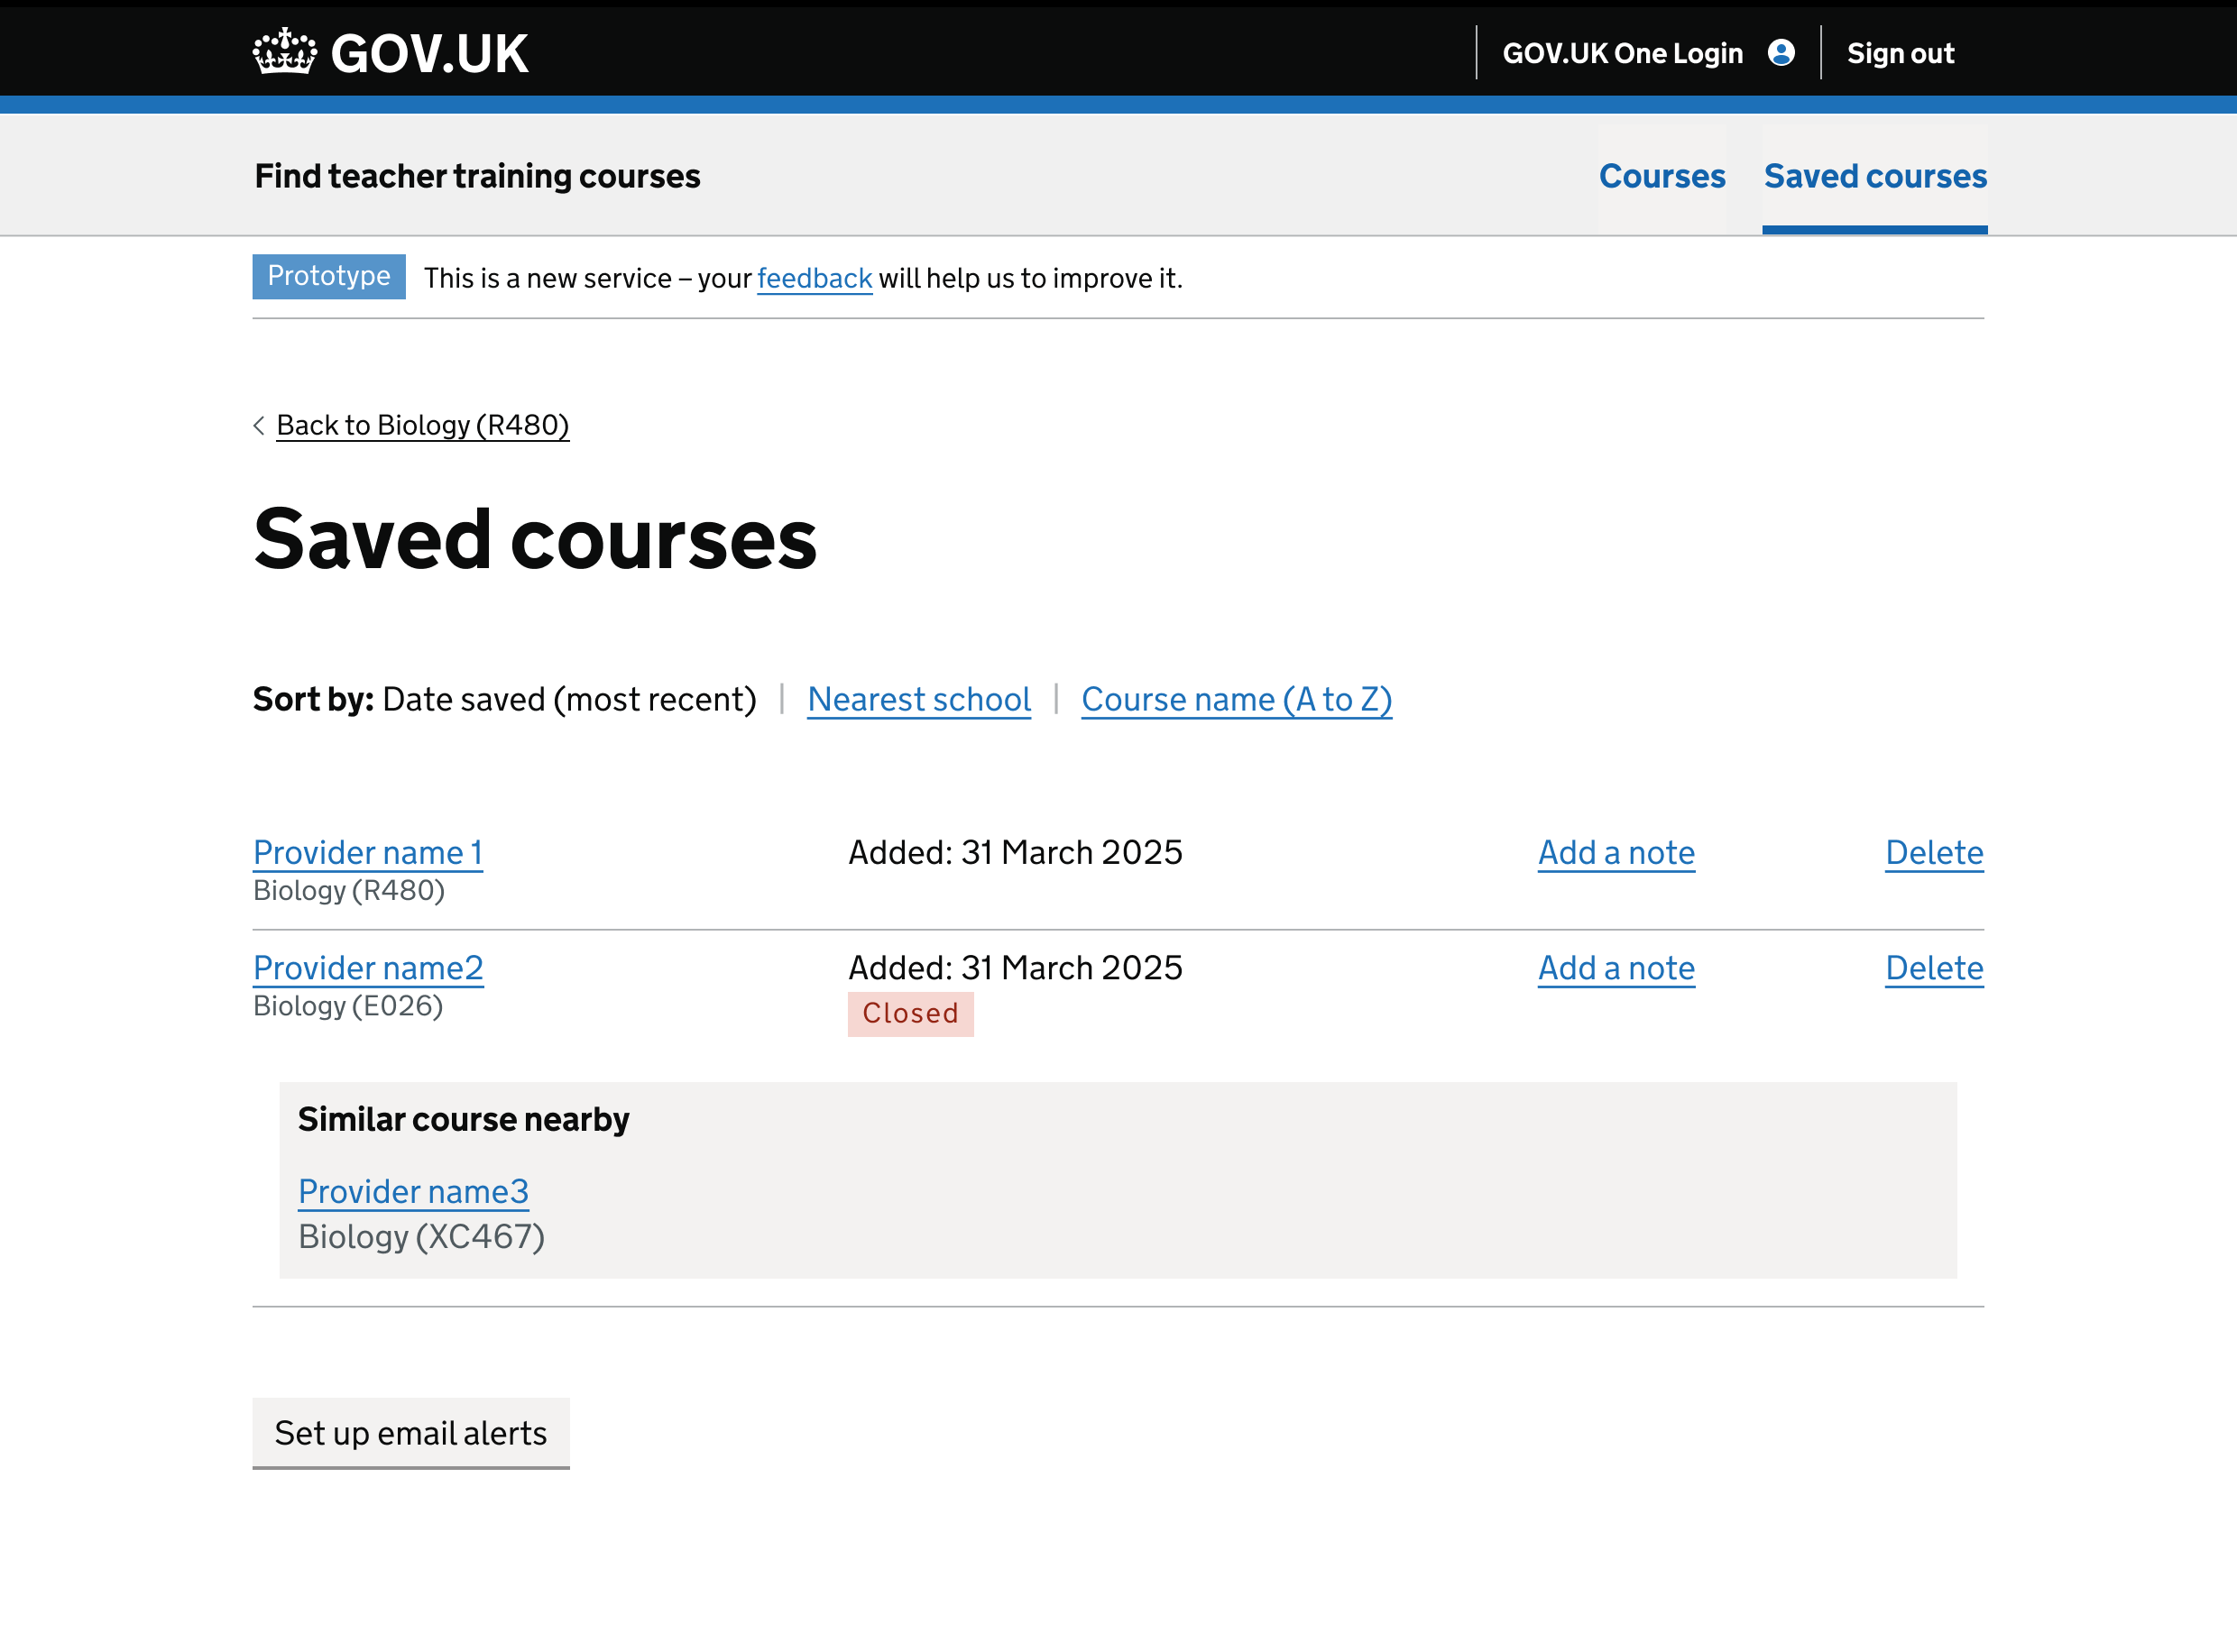 GOV.UK GOV.UK One Login Sign out
Find teacher training courses Courses Saved courses
Prototype This is a new service – your feedback will help us to improve it.
Back to Biology (R480)
Saved courses
Sort by: Date saved (most recent) | Nearest school | Course name (A to Z)
Provider name 1 Added: 31 March 2025 Add a note Delete
Biology (R480)
Provider name2 Added: 31 March 2025 Add a note Delete
Biology (E026) Closed
Similar course nearby
Provider name3
Biology (XC467)
Set up email alerts